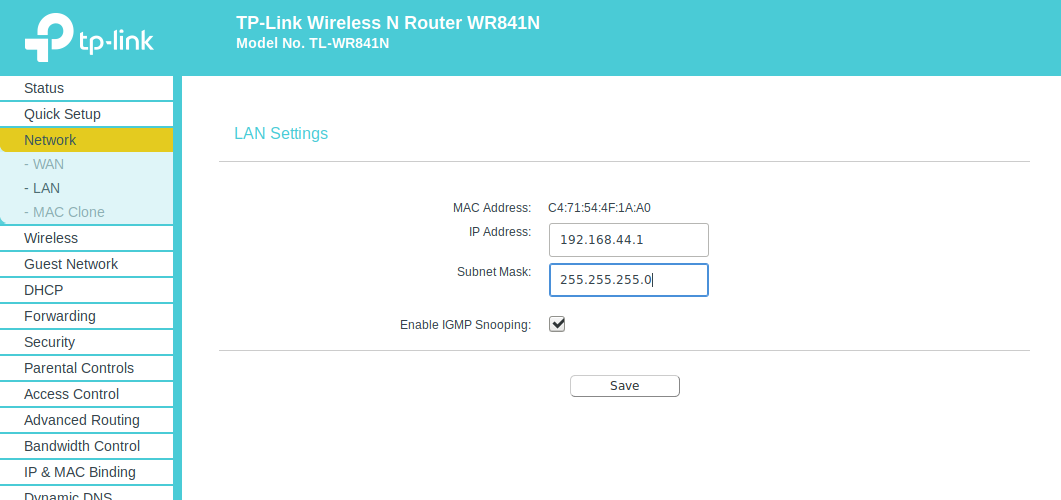 tp-link
TP-Link Wireless N Router WR841N
Model No. TL-WR841N
Status
Quick Setup
Network
- WAN
- LAN
- MAC Clone
Wireless
Guest Network
DHCP
Forwarding
Security
Parental Controls
Access Control
Advanced Routing
Bandwidth Control
IP & MAC Binding
Dynamic DNS
LAN Settings
MAC Address: C4:71:54:4F:1A:A0
IP Address: 192.168.44.1
Subnet Mask: 255.255.255.0
Enable IGMP Snooping:
Save